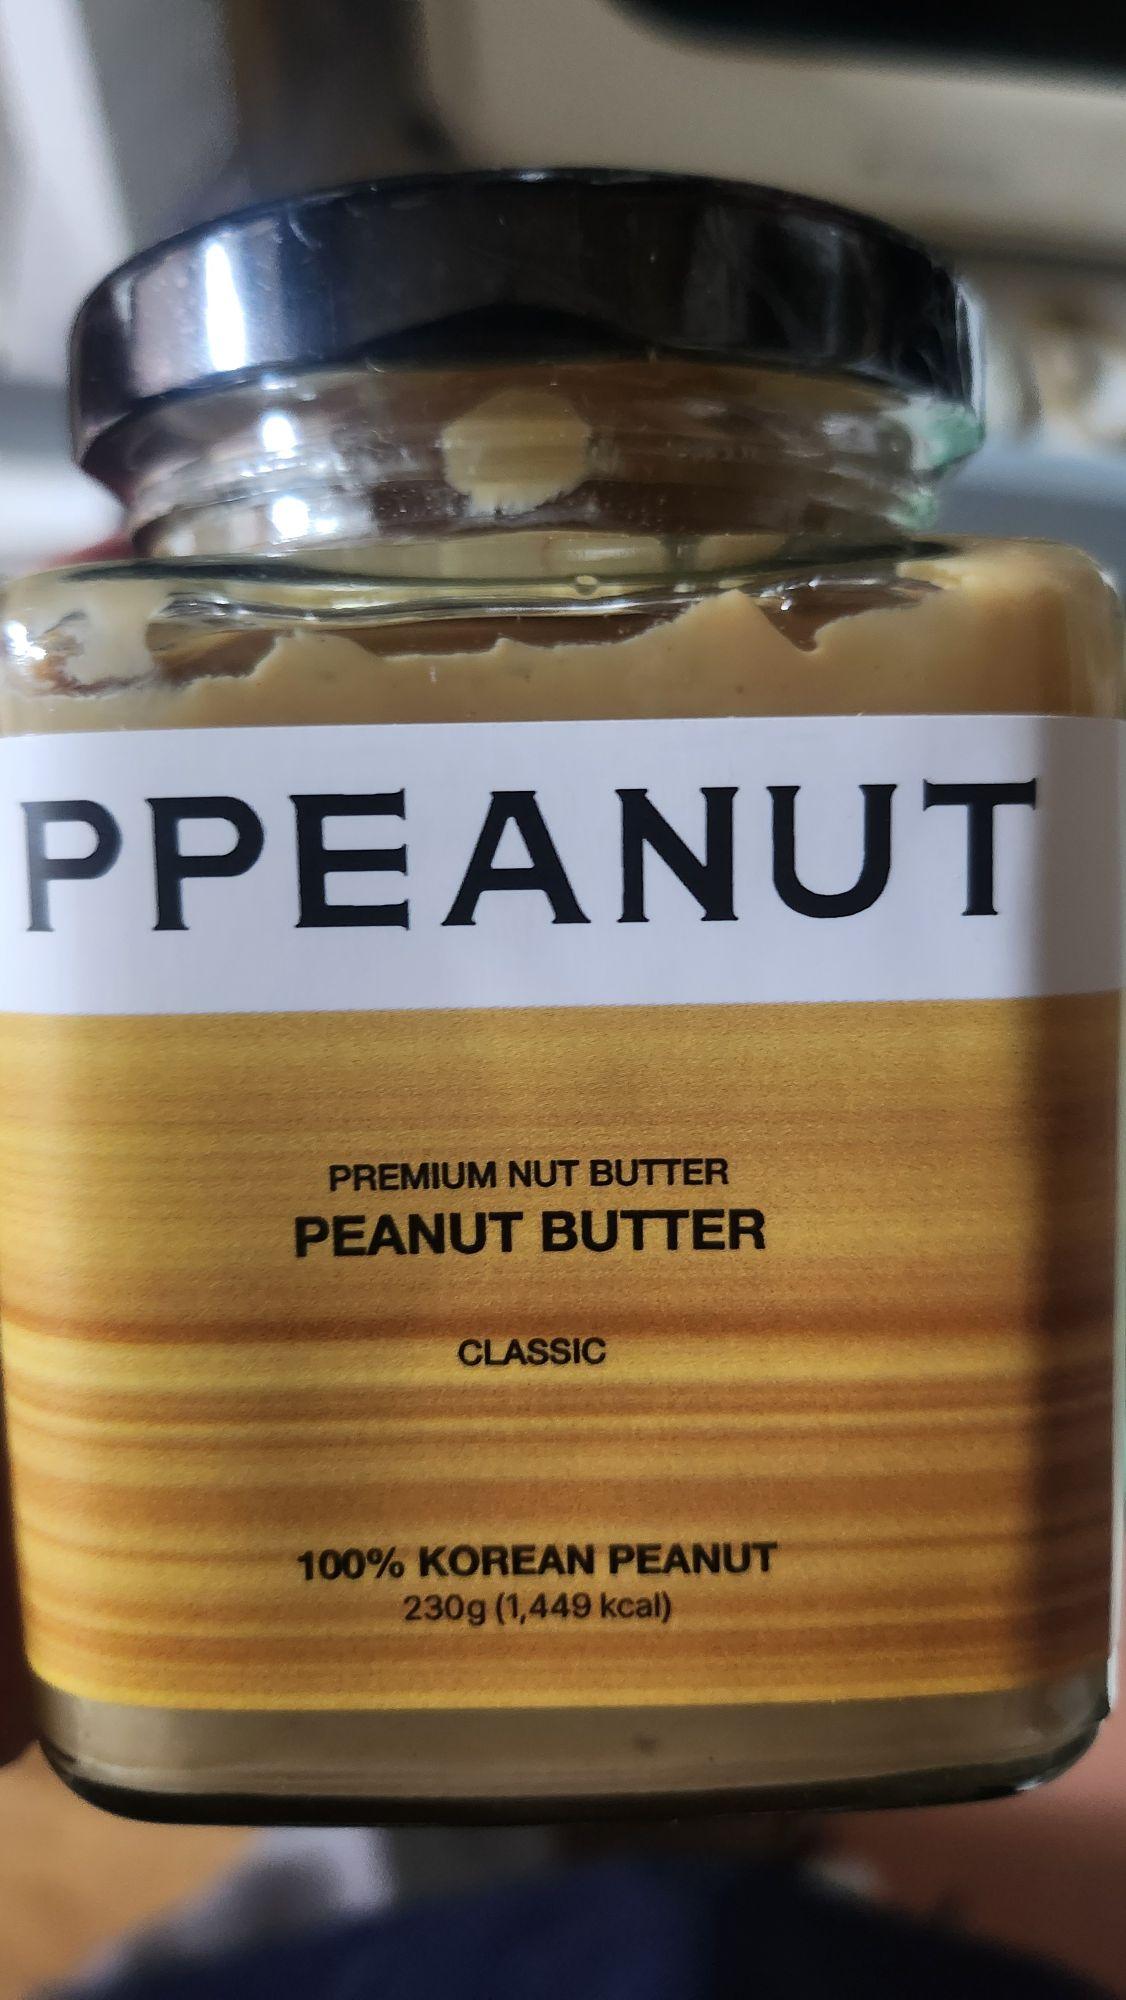 PPEANUT
PREMIUM NUT BUTTER
PEANUT BUTTER
CLASSIC
100% KOREAN PEANUT
230g (1,449 kcal)